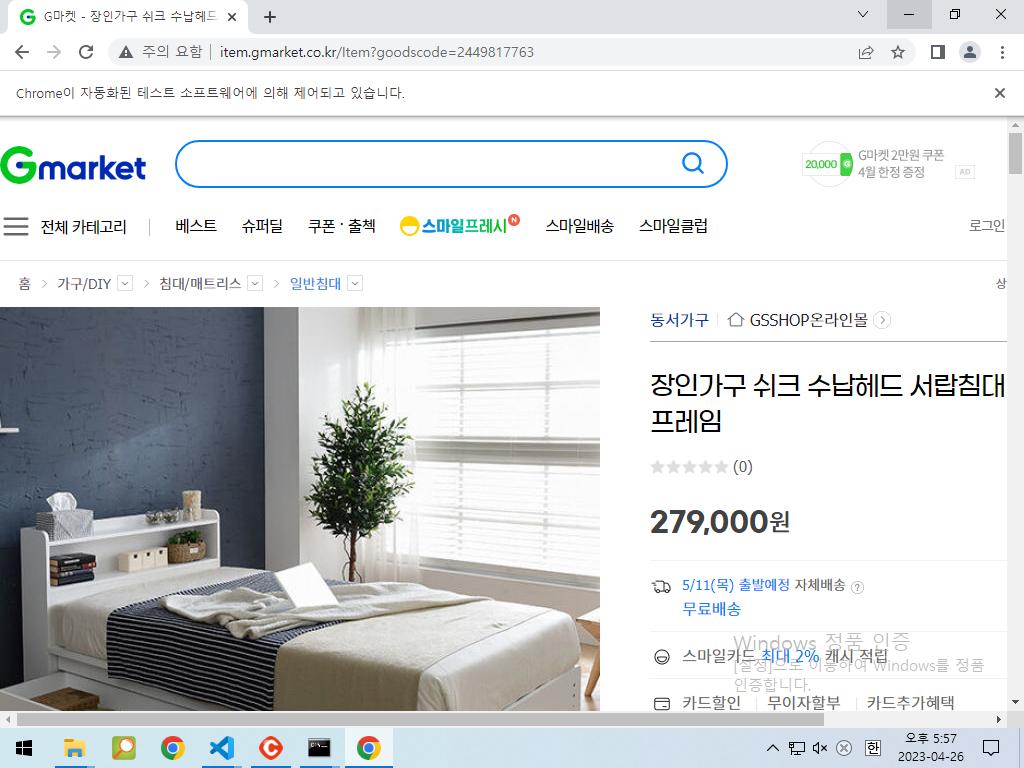 G마켓 - 장인가구 쉬크 수납헤드
주의 요함
item.gmarket.co.kr/Item?goodscode=2449817763
Chrome이 자동화된 테스트 소프트웨어에 의해 제어되고 있습니다.
Gmarket
20,000
G마켓 2만원 쿠폰
4월 한정 증정
AD
전체 카테고리
베스트
슈퍼딜
쿠폰·출첵
스마일프레시
N
스마일배송
스마일클럽
로그인
홈 > 가구/DIY > 침대/매트리스 > 일반침대
상
동서가구
GSSHOP온라인몰
장인가구 쉬크 수납헤드 서랍침대
프레임
(0)
279,000원
5/11(목) 출발예정 자체배송 ?
무료배송
스마일카드 최대 2% 캐시 적립
카드할인
무이자할부
카드추가혜택
Windows 정품 인증
[설정]으로 이동하여 Windows를 정품
인증합니다.
한
오후 5:57
2023-04-26